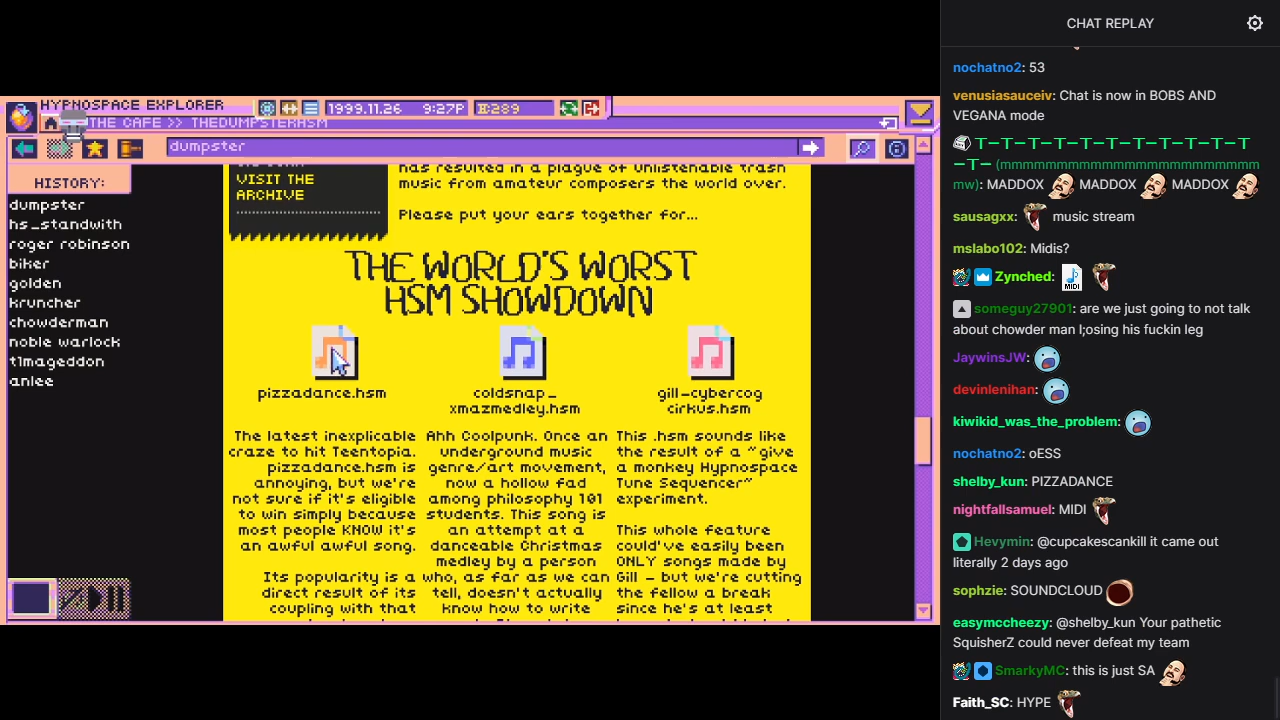 HYPNOSPACE EXPLORER
1999.11.26 9:27P
289
THE CAFE >> THEDUMPSTERHSM
dumpster
HISTORY:
dumpster
hs_standwith
roger robinson
biker
golden
kruncher
chowderman
noble warlock
t1mageddon
anlee
VISIT THE
ARCHIVE
has resulted in a plague of unlistenable trash
music from amateur composers the world over.
Please put your ears together for...
THE WORLD'S WORST
HSM SHOWDOWN
pizzadance.hsm
coldsnap_
xmazmedley.hsm
gill-cybercog
cirkus.hsm
The latest inexplicable
craze to hit Teentopia.
pizzadance.hsm is
annoying, but we're
not sure if it's eligible
to win simply because
most people KNOW it's
an awful awful song.
Its popularity is a
direct result of its
coupling with that
Ahh Coolpunk. Once an
underground music
genre/art movement,
now a hollow fad
among philosophy 101
students. This song is
an attempt at a
danceable Christmas
medley by a person
who, as far as we can
tell, doesn't actually
know how to write
This .hsm sounds like
the result of a "give
a monkey Hypnospace
Tune Sequencer"
experiment.
This whole feature
could've easily been
ONLY songs made by
Gill - but we're cutting
the fellow a break
since he's at least
CHAT REPLAY
nochatno2: 53
venusiasauceiv: Chat is now in BOBS AND
VEGANA mode
T-T-T-T-T-T-T-T-T-T-T
-T- (mmmmmmmmmmmmmmmmmmmm
mw): MADDOX MADDOX MADDOX
sausagxx: music stream
mslabo102: Midis?
Zynched: MIDI
someguy27901: are we just going to not talk
about chowder man l;osing his fuckin leg
JaywinsJW:
devinlenihan:
kiwikid_was_the_problem:
nochatno2: oESS
shelby_kun: PIZZADANCE
nightfallsamuel: MIDI
Hevymin: @cupcakescankill it came out
literally 2 days ago
sophzie: SOUNDCLOUD
easymccheezy: @shelby_kun Your pathetic
SquisherZ could never defeat my team
SmarkyMC: this is just SA
Faith_SC: HYPE